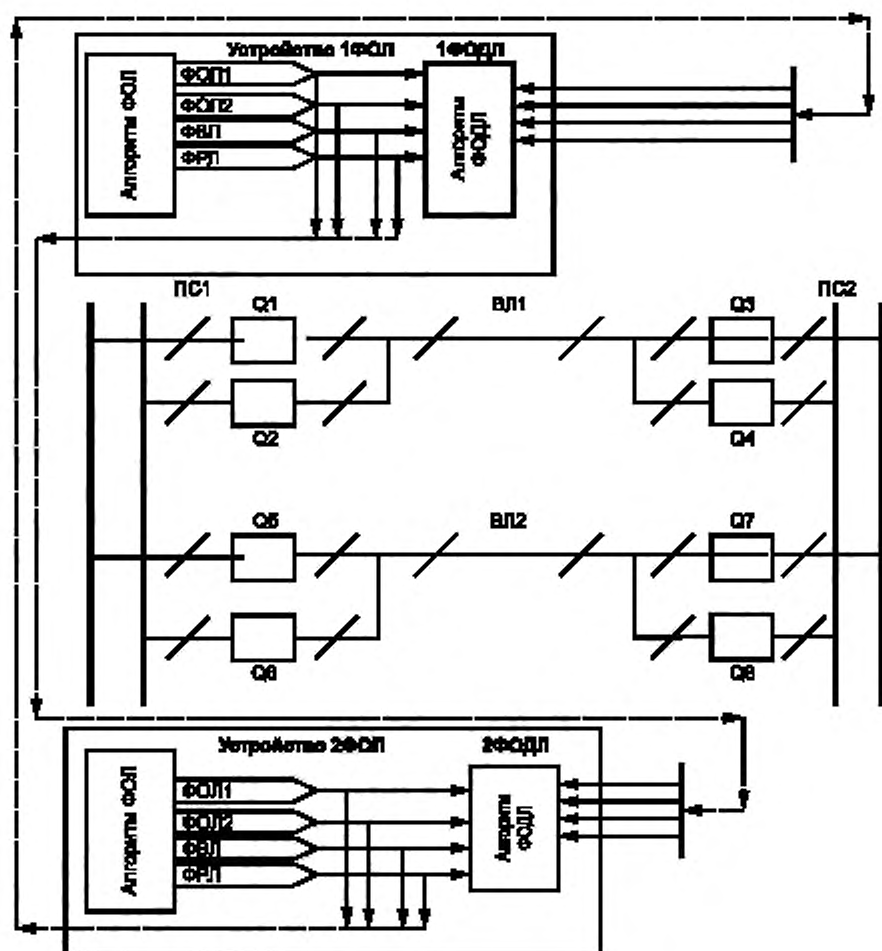 Устройство 1ФОЛ
1ФОДЛ
Алгоритм ФОЛ
ФОЛ1
ФОЛ2
ФВЛ
ФРЛ
Алгоритм ФОДЛ
ПС1
Q1
ВЛ1
Q3
ПС2
Q2
Q4
Q5
ВЛ2
Q7
Q6
Q8
Устройство 2ФОЛ
2ФОДЛ
Алгоритм ФОЛ
ФОЛ1
ФОЛ2
ФВЛ
ФРЛ
Алгоритм ФОДЛ